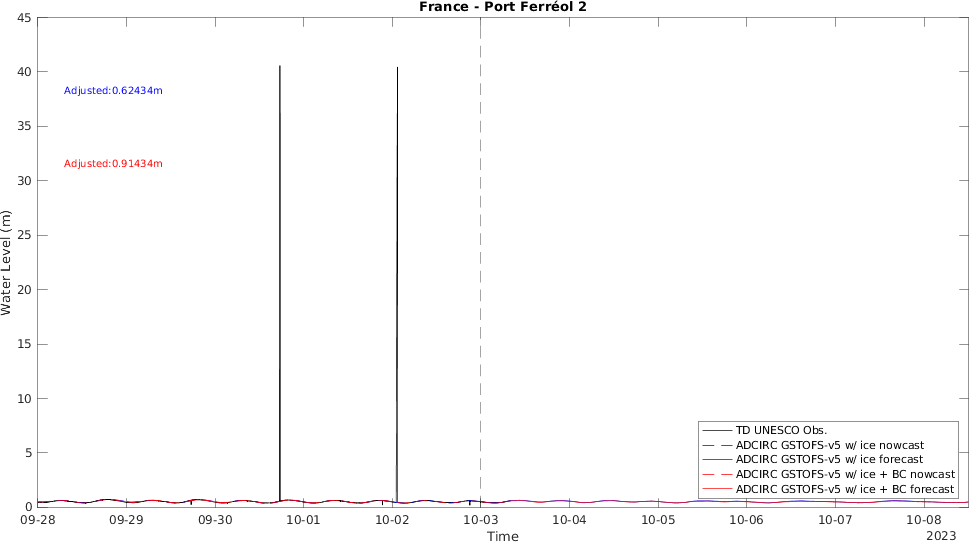 France - Port Ferréol 2
45
40
35
30
25
20
15
10
5
0
Water Level (m)
Adjusted:0.62434m
Adjusted:0.91434m
TD UNESCO Obs.
ADCIRC GSTOFS-v5 w/ ice nowcast
ADCIRC GSTOFS-v5 w/ ice forecast
ADCIRC GSTOFS-v5 w/ ice + BC nowcast
ADCIRC GSTOFS-v5 w/ ice + BC forecast
09-28 09-29 09-30 10-01 10-02 10-03 10-04 10-05 10-06 10-07 10-08
Time
2023